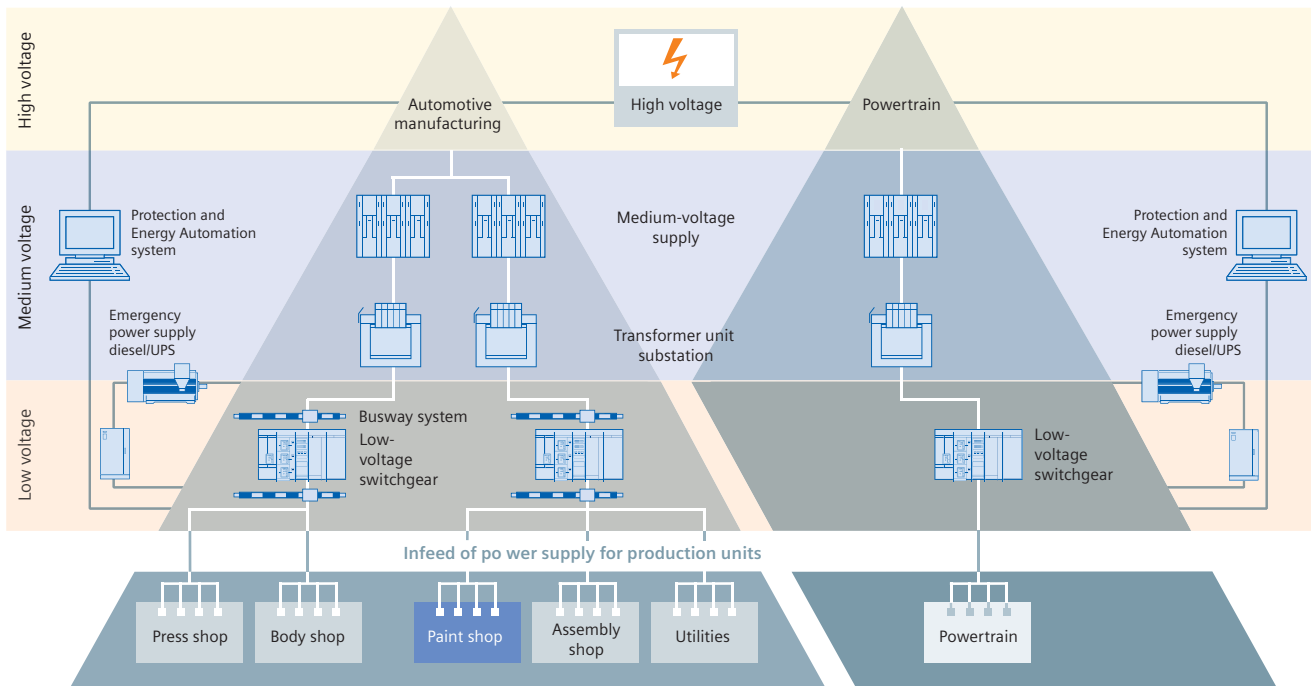 High voltage
Automotive
manufacturing
High voltage
Powertrain
Medium voltage
Protection and
Energy Automation
system
Medium-voltage
supply
Protection and
Energy Automation
system
Emergency
power supply
diesel/UPS
Transformer unit
substation
Emergency
power supply
diesel/UPS
Low voltage
Busway system
Low-
voltage
switchgear
Low-
voltage
switchgear
Infeed of po wer supply for production units
Press shop
Body shop
Paint shop
Assembly
shop
Utilities
Powertrain